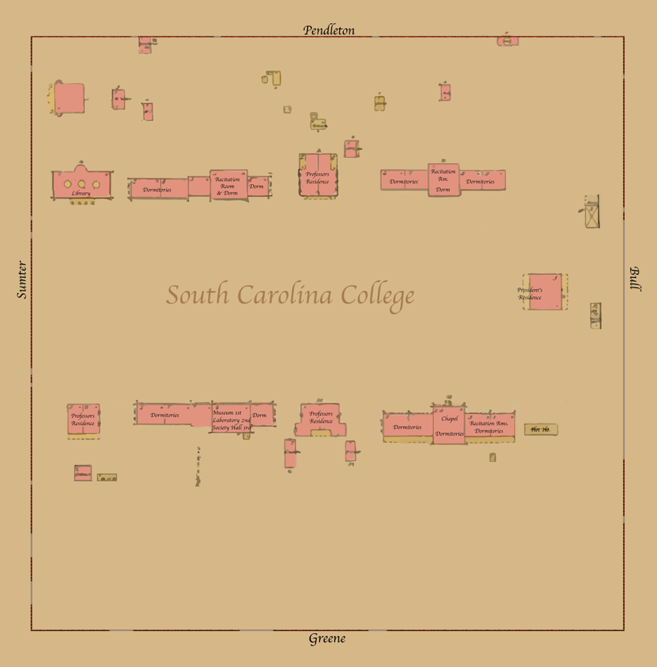 Pendleton
Library
Dormitories
Recitation
Room
& Dorm
Dorm
Professors
Residence
Dormitories
Recitation
Rm.
Dorm
Dormitories
Sumter
South Carolina College
President's
Residence
Bull
Professors
Residence
Dormitories
Museum 1st
Laboratory 2nd
Society Hall 3rd
Dorm
Professors
Residence
Dormitories
Chapel
Dormitories
Recitation Rms.
Dormitories
Greene